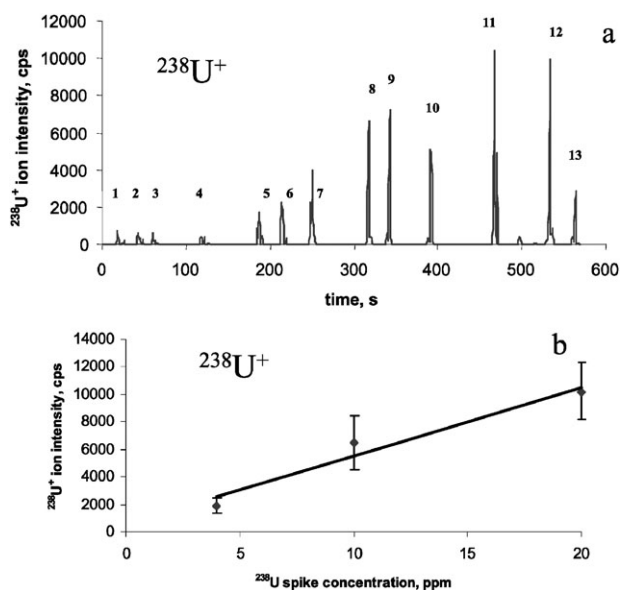 12000
10000
8000
6000
4000
2000
0
²³⁸U⁺ ion intensity, cps
²³⁸U⁺
a
1 2 3 4 5 6 7 8 9 10 11 12 13
0 100 200 300 400 500 600
time, s
14000
12000
10000
8000
6000
4000
2000
0
²³⁸U⁺ ion intensity, cps
²³⁸U⁺
b
0 5 10 15 20
²³⁸U spike concentration, ppm